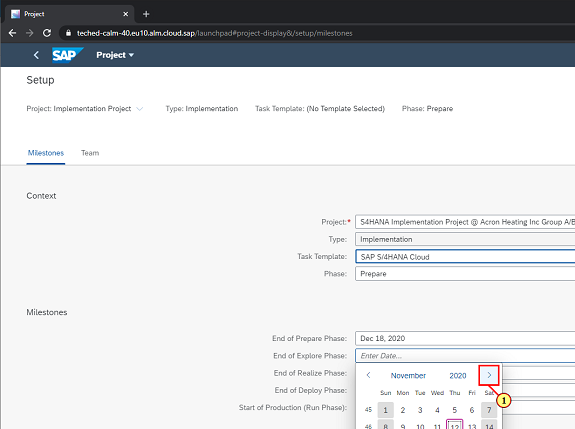 Project
teched-calm-40.eu10.alm.cloud.sap/launchpad#project-display&/setup/milestones
SAP Project
Setup
Project: Implementation Project Type: Implementation Task Template: (No Template Selected) Phase: Prepare
Milestones Team
Context
Project:* S4HANA Implementation Project @ Acron Heating Inc Group A/B
Type: Implementation
Task Template: SAP S/4HANA Cloud
Phase: Prepare
Milestones
End of Prepare Phase: Dec 18, 2020
End of Explore Phase: Enter Date...
End of Realize Phase: November 2020
1
End of Deploy Phase: Sun Mon Tue Wed Thu Fri Sat
Start of Production (Run Phase): 45 1 2 3 4 5 6 7
46 8 9 10 11 12 13 14